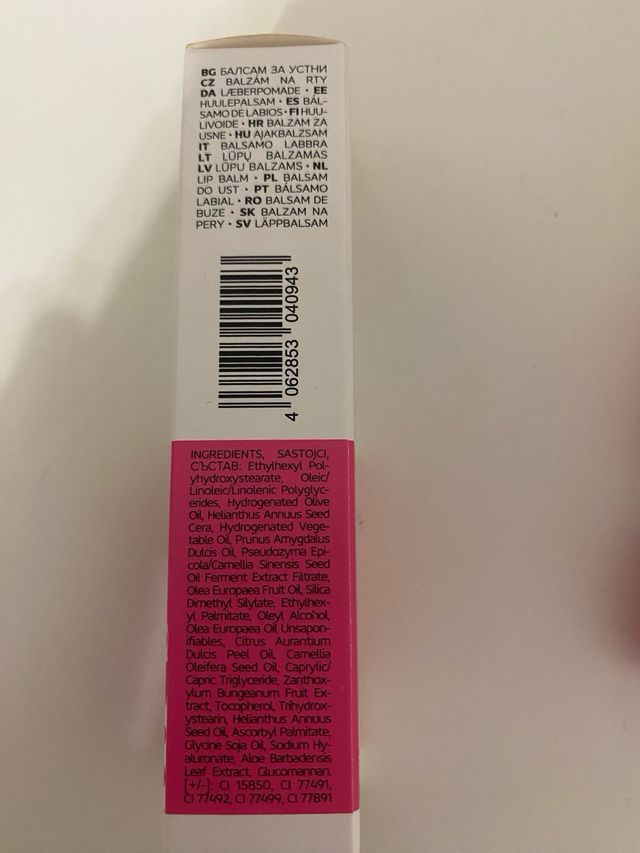 BG БАЛСАМ ЗА УСТНИ
CZ BALZÁM NA RTY
DA LÆBERPOMADE • EE
HUULEPALSAM • ES BÁL-
SAMO DE LABIOS • FI HUU-
LIVOIDE • HR BALZAM ZA
USNE • HU AJAKBALZSAM
IT BALSAMO LABBRA
LT LŪPŲ BALZAMAS
LV LŪPU BALZAMS • NL
LIP BALM • PL BALSAM
DO UST • PT BÁLSAMO
LABIAL • RO BALSAM DE
BUZE • SK BALZAM NA
PERY • SV LÄPPBALSAM
4 062853 040943
INGREDIENTS, SASTOJCI,
СЪСТАВ: Ethylhexyl Pol-
yhydroxystearate, Oleic/
Linoleic/Linolenic Polyglyc-
erides, Hydrogenated Olive
Oil, Helianthus Annuus Seed
Cera, Hydrogenated Vege-
table Oil, Prunus Amygdalus
Dulcis Oil, Pseudozyma Epi-
cola/Camellia Sinensis Seed
Oil Ferment Extract Filtrate,
Olea Europaea Fruit Oil, Silica
Dimethyl Silylate, Ethylhex-
yl Palmitate, Oleyl Alcohol,
Olea Europaea Oil Unsapon-
ifiables, Citrus Aurantium
Dulcis Peel Oil, Camellia
Oleifera Seed Oil, Caprylic/
Capric Triglyceride, Zanthox-
ylum Bungeanum Fruit Ex-
tract, Tocopherol, Trihydrox-
ystearin, Helianthus Annuus
Seed Oil, Ascorbyl Palmitate,
Glycine Soja Oil, Sodium Hy-
aluronate, Aloe Barbadensis
Leaf Extract, Glucomannan.
[+/-]: CI 15850, CI 77491,
CI 77492, CI 77499, CI 77891